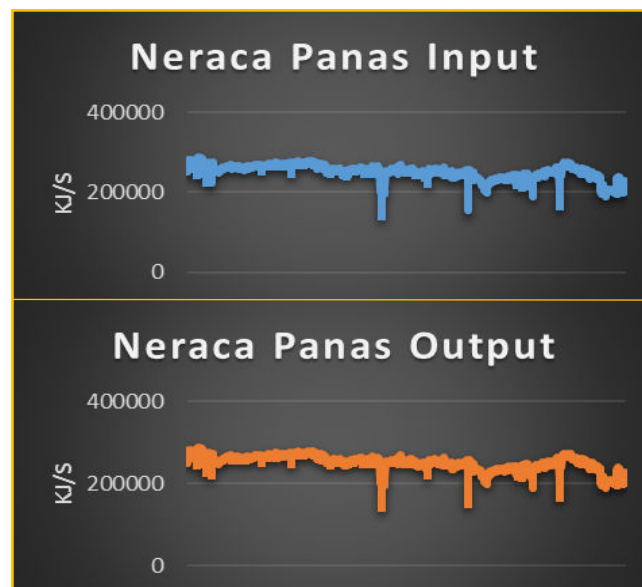 Neraca Panas Input
400000
200000
0
KJ/S
Neraca Panas Output
400000
200000
0
KJ/S